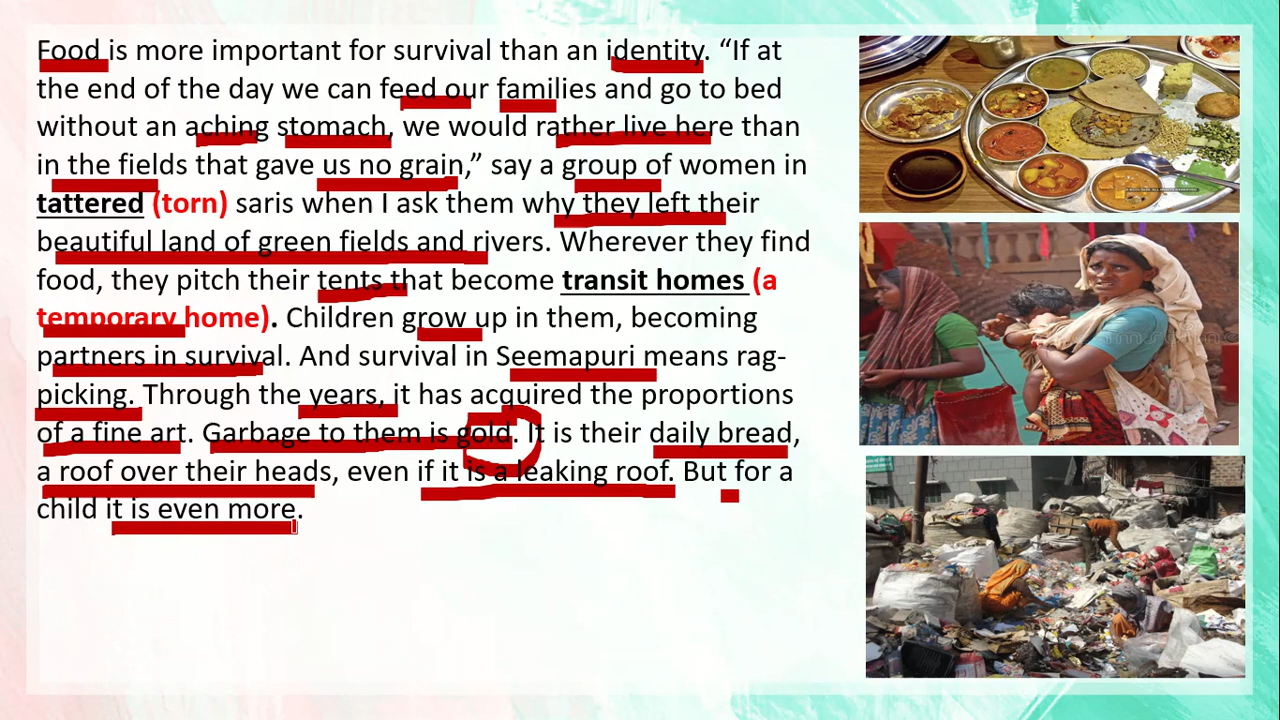 Food is more important for survival than an identity. “If at
the end of the day we can feed our families and go to bed
without an aching stomach, we would rather live here than
in the fields that gave us no grain,” say a group of women in
tattered (torn) saris when I ask them why they left their
beautiful land of green fields and rivers. Wherever they find
food, they pitch their tents that become transit homes (a
temporary home). Children grow up in them, becoming
partners in survival. And survival in Seemapuri means rag-
picking. Through the years, it has acquired the proportions
of a fine art. Garbage to them is gold. It is their daily bread,
a roof over their heads, even if it is a leaking roof. But for a
child it is even more.